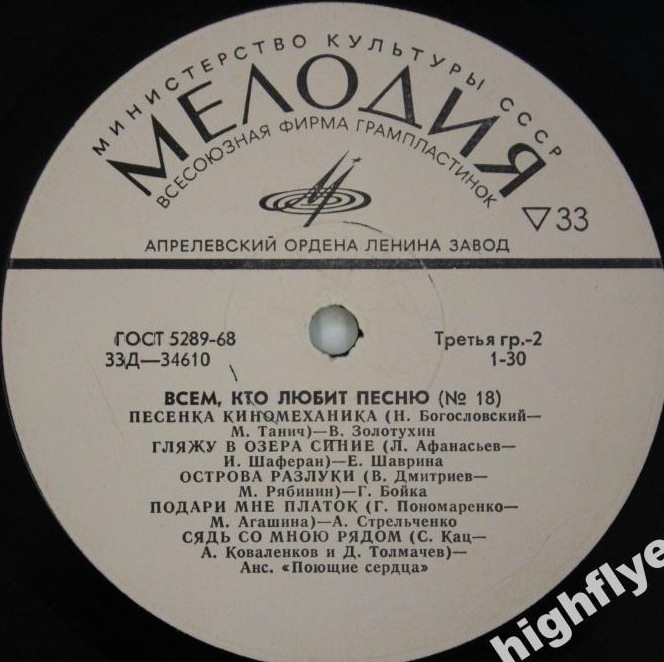 МИНИСТЕРСТВО КУЛЬТУРЫ СССР
МЕЛОДИЯ
ВСЕСОЮЗНАЯ ФИРМА ГРАМПЛАСТИНОК
▽33
АПРЕЛЕВСКИЙ ОРДЕНА ЛЕНИНА ЗАВОД
ГОСТ 5289-68
Третья гр.-2
33Д—34610
1-30
ВСЕМ, КТО ЛЮБИТ ПЕСНЮ (№ 18)
ПЕСЕНКА КИНОМЕХАНИКА (Н. Богословский—
М. Танич)—В. Золотухин
ГЛЯЖУ В ОЗЕРА СИНИЕ (Л. Афанасьев—
И. Шаферан)—Е. Шаврина
ОСТРОВА РАЗЛУКИ (В. Дмитриев—
М. Рябинин)—Г. Бойка
ПОДАРИ МНЕ ПЛАТОК (Г. Пономаренко—
М. Агашина)—А. Стрельченко
СЯДЬ СО МНОЮ РЯДОМ (С. Кац—
А. Коваленков и Д. Толмачев)—
Анс. «Поющие сердца»
highflye